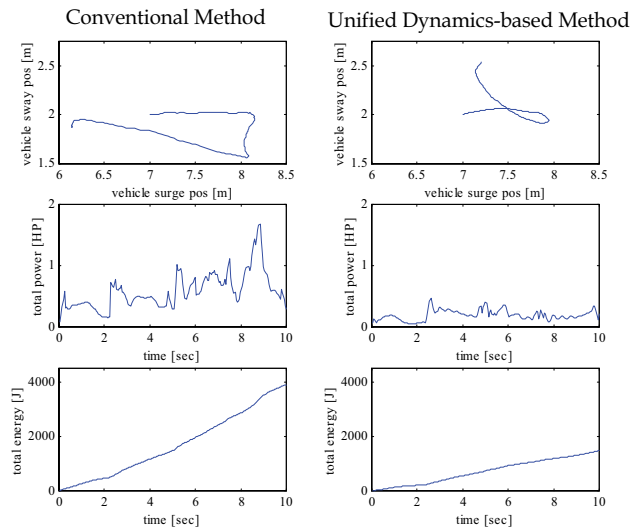 Conventional Method
Unified Dynamics-based Method
vehicle sway pos [m]
2.5
2
1.5
6 6.5 7 7.5 8 8.5
vehicle surge pos [m]
vehicle sway pos [m]
2.5
2
1.5
6 6.5 7 7.5 8 8.5
vehicle surge pos [m]
total power [HP]
2
1
0
0 2 4 6 8 10
time [sec]
total power [HP]
2
1
0
0 2 4 6 8 10
time [sec]
total energy [J]
4000
2000
0
0 2 4 6 8 10
time [sec]
total energy [J]
4000
2000
0
0 2 4 6 8 10
time [sec]